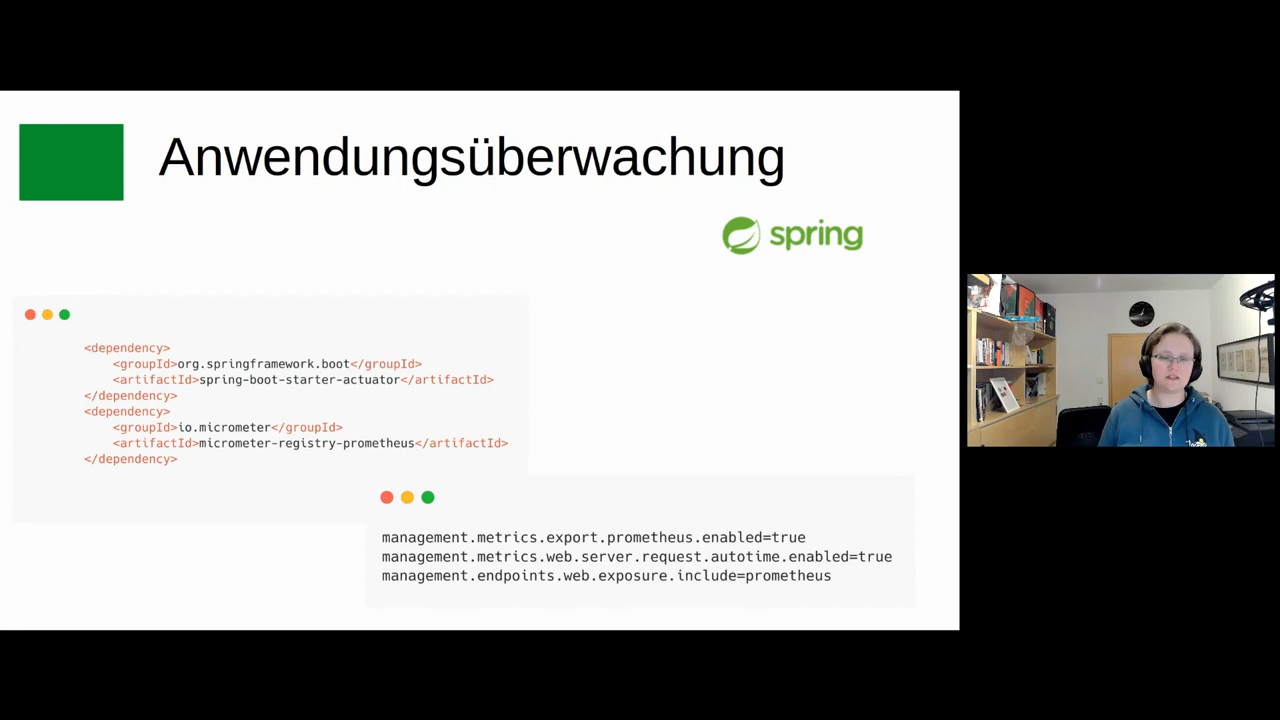 Anwendungsüberwachung
spring
<dependency>
<groupId>org.springframework.boot</groupId>
<artifactId>spring-boot-starter-actuator</artifactId>
</dependency>
<dependency>
<groupId>io.micrometer</groupId>
<artifactId>micrometer-registry-prometheus</artifactId>
</dependency>
management.metrics.export.prometheus.enabled=true
management.metrics.web.server.request.autotime.enabled=true
management.endpoints.web.exposure.include=prometheus